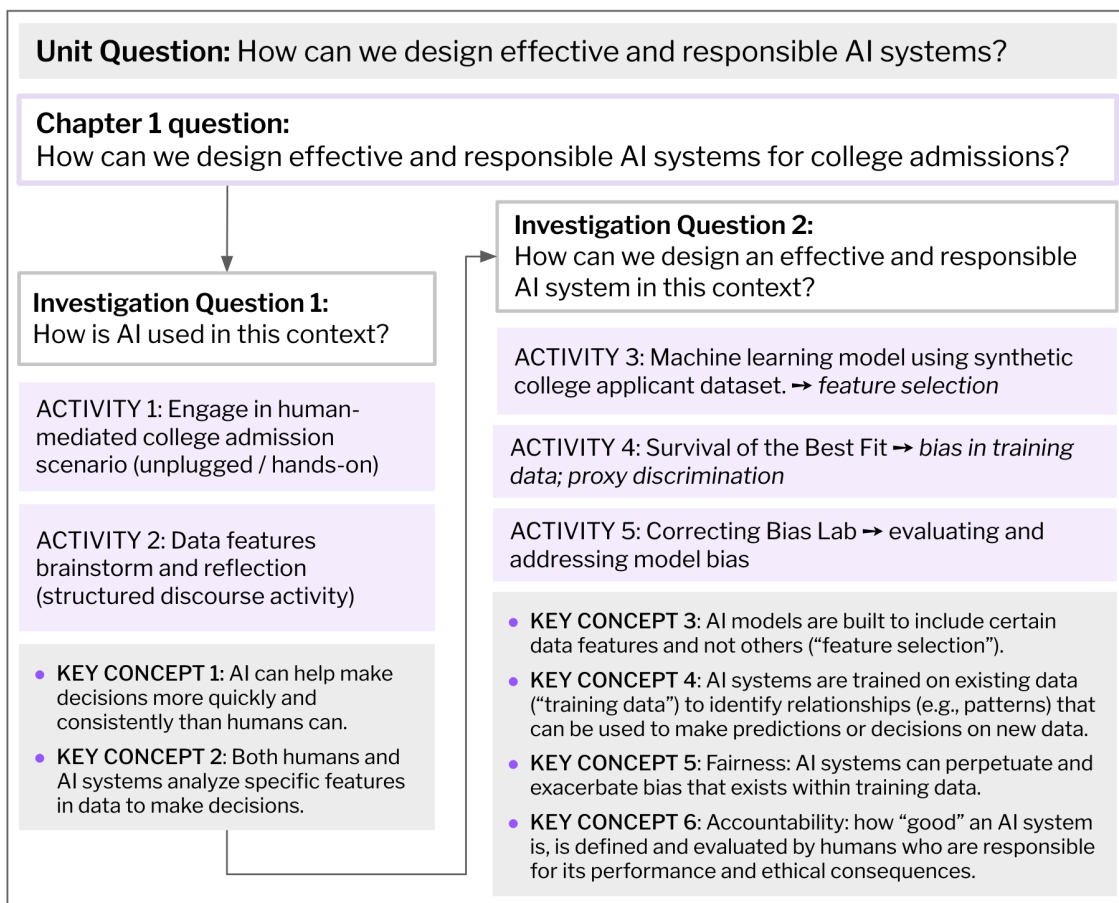 Unit Question: How can we design effective and responsible AI systems?
Chapter 1 question:
How can we design effective and responsible AI systems for college admissions?
Investigation Question 1:
How is AI used in this context?
ACTIVITY 1: Engage in human-
mediated college admission
scenario (unplugged / hands-on)
ACTIVITY 2: Data features
brainstorm and reflection
(structured discourse activity)
• KEY CONCEPT 1: AI can help make
decisions more quickly and
consistently than humans can.
• KEY CONCEPT 2: Both humans and
AI systems analyze specific features
in data to make decisions.
Investigation Question 2:
How can we design an effective and responsible
AI system in this context?
ACTIVITY 3: Machine learning model using synthetic
college applicant dataset. → feature selection
ACTIVITY 4: Survival of the Best Fit → bias in training
data; proxy discrimination
ACTIVITY 5: Correcting Bias Lab → evaluating and
addressing model bias
• KEY CONCEPT 3: AI models are built to include certain
data features and not others (“feature selection”).
• KEY CONCEPT 4: AI systems are trained on existing data
(“training data”) to identify relationships (e.g., patterns) that
can be used to make predictions or decisions on new data.
• KEY CONCEPT 5: Fairness: AI systems can perpetuate and
exacerbate bias that exists within training data.
• KEY CONCEPT 6: Accountability: how “good” an AI system
is, is defined and evaluated by humans who are responsible
for its performance and ethical consequences.